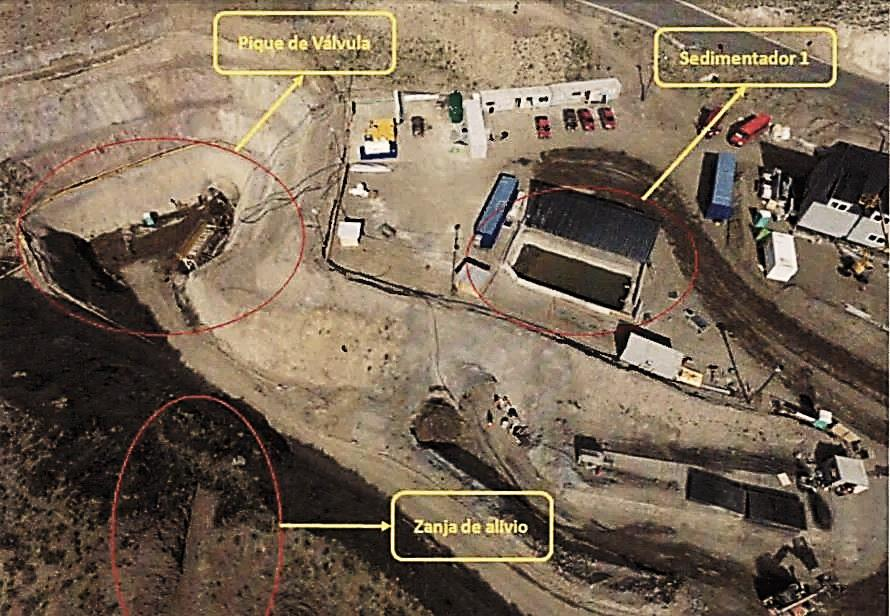 Pique de Válvula
Sedimentador 1
Zanja de alivio